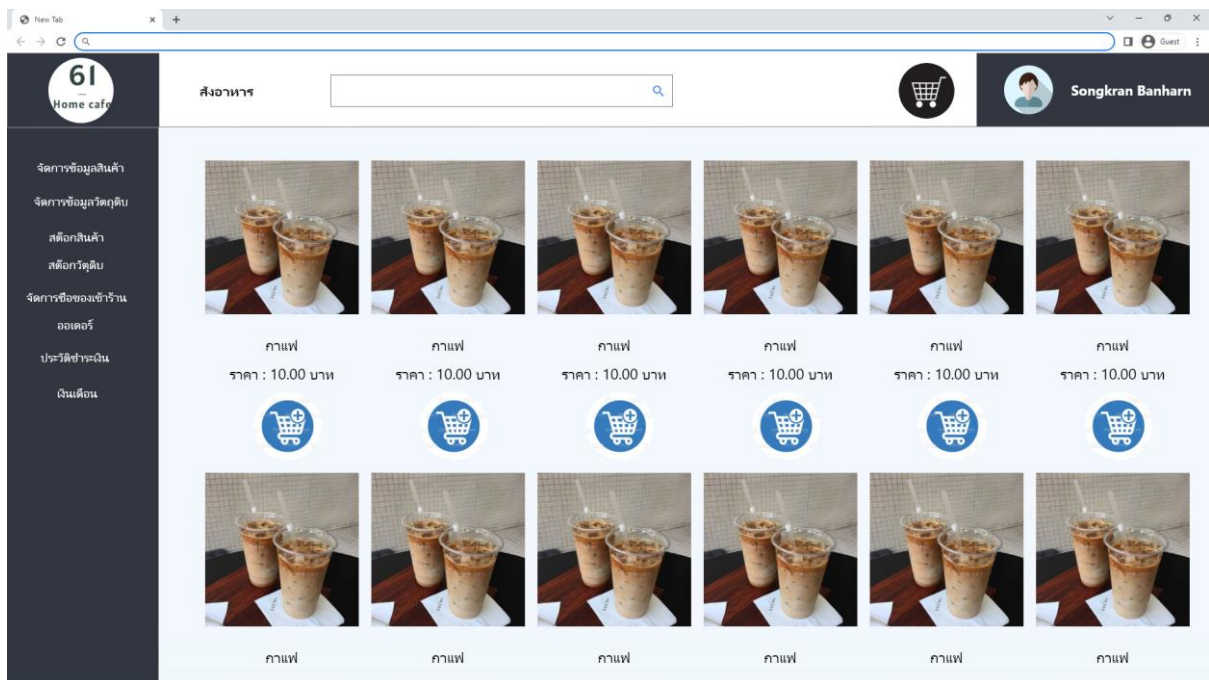 New Tab
Guest
61
Home cafe
สั่งอาหาร
Songkran Banharn
จัดการข้อมูลสินค้า
จัดการข้อมูลวัตถุดิบ
สต๊อกสินค้า
สต๊อกวัตุดิบ
จัดการซื้อของเข้าร้าน
ออเดอร์
ประวัติชำระเงิน
เงินเดือน
กาแฟ กาแฟ กาแฟ กาแฟ กาแฟ กาแฟ
ราคา : 10.00 บาท ราคา : 10.00 บาท ราคา : 10.00 บาท ราคา : 10.00 บาท ราคา : 10.00 บาท ราคา : 10.00 บาท
กาแฟ กาแฟ กาแฟ กาแฟ กาแฟ กาแฟ